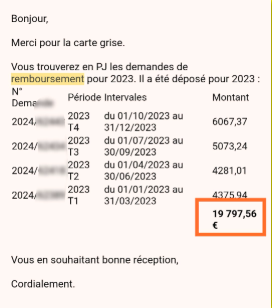 Bonjour,
Merci pour la carte grise.
Vous trouverez en PJ les demandes de
remboursement pour 2023. Il a été déposé pour 2023 :
N°
Demande Période Intervales Montant
2024/ 2023 T4 du 01/10/2023 au 31/12/2023 6067,37
2024/ 2023 T3 du 01/07/2023 au 30/09/2023 5073,24
2024/ 2023 T2 du 01/04/2023 au 30/06/2023 4281,01
2024/ 2023 T1 du 01/01/2023 au 31/03/2023 4375,94
19 797,56
€
Vous en souhaitant bonne réception,
Cordialement.